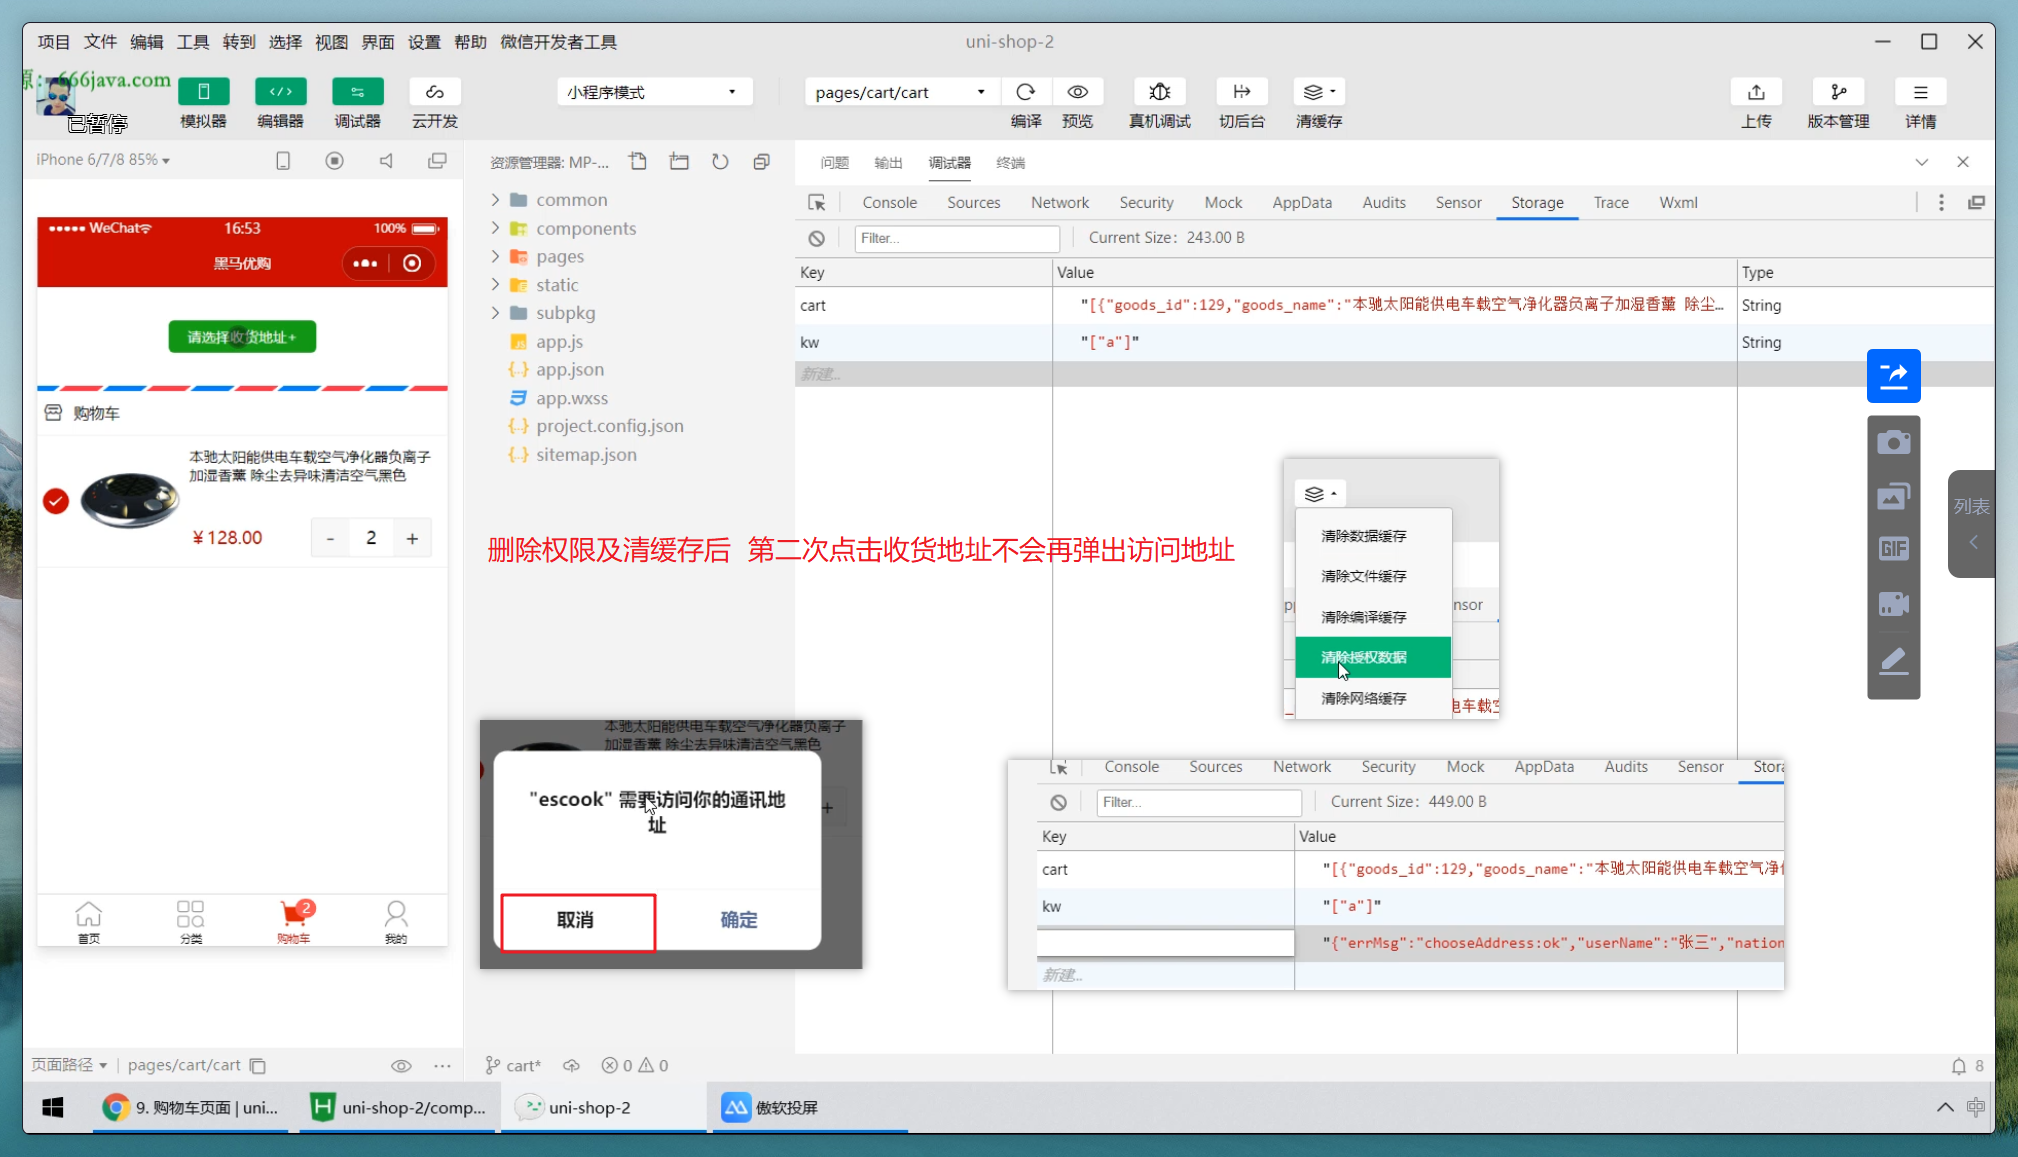 项目 文件 编辑 工具 转到 选择 视图 界面 设置 帮助 微信开发者工具
uni-shop-2
源：666java.com
已暂停
模拟器 编辑器 调试器 云开发
小程序模式
pages/cart/cart
编译 预览 真机调试 切后台 清缓存
上传 版本管理 详情
iPhone 6/7/8 85%
WeChat 16:53 100%
黑马优购
请选择收货地址+
购物车
本驰太阳能供电车载空气净化器负离子
加湿香薰 除尘去异味清洁空气黑色
¥128.00
- 2 +
首页 分类 购物车 我的
2
页面路径 pages/cart/cart
资源管理器: MP-...
common
components
pages
static
subpkg
app.js
app.json
app.wxss
project.config.json
sitemap.json
cart* 0 0
问题 输出 调试器 终端
Console Sources Network Security Mock AppData Audits Sensor Storage Trace Wxml
Filter... Current Size: 243.00 B
Key Value Type
cart "[{"goods_id":129,"goods_name":"本驰太阳能供电车载空气净化器负离子加湿香薰 除尘… String
kw "["a"]" String
新建...
删除权限及清缓存后 第二次点击收货地址不会再弹出访问地址
清除数据缓存
清除文件缓存
清除编译缓存
清除授权数据
清除网络缓存
nsor
电车载空
本驰太阳能供电车载空气净化器负离子
加湿香薰 除尘去异味清洁空气黑色
"escook" 需要访问你的通讯地
址
取消 确定
Console Sources Network Security Mock AppData Audits Sensor Stora
Filter... Current Size: 449.00 B
Key Value
cart "[{"goods_id":129,"goods_name":"本驰太阳能供电车载空气净
kw "["a"]"
"{"errMsg":"chooseAddress:ok","userName":"张三","nation
新建...
GIF
列表
8
9. 购物车页面 | uni...
uni-shop-2/comp...
uni-shop-2
傲软投屏
中